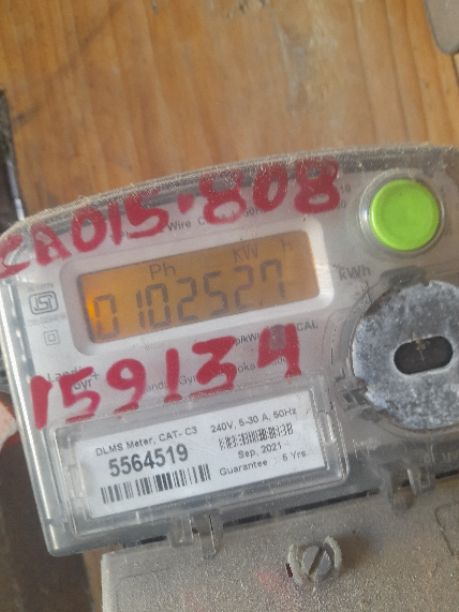 CA015-808
Ph kW h
0102527
kWh
159134
DLMS Meter, CAT- C3 240V, 5-30 A, 50Hz
5564519
Sep, 2021
Guarantee 5 Yrs.